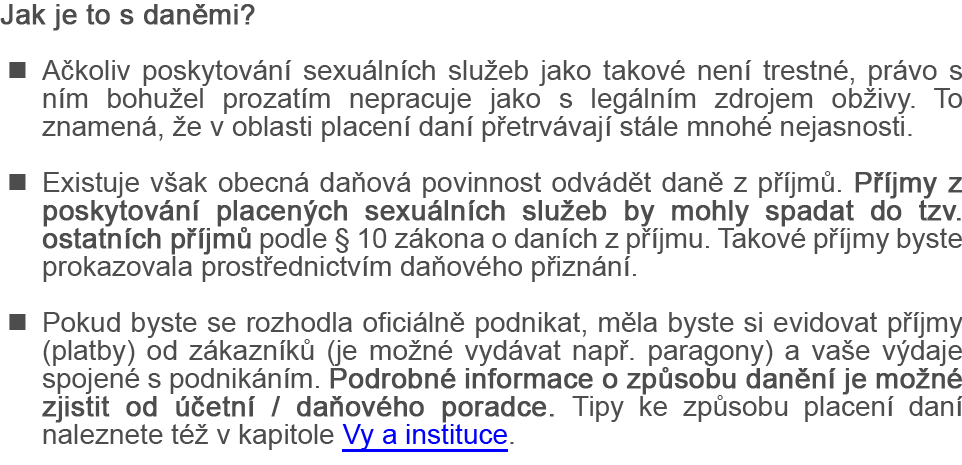 Jak je to s daněmi?
■ Ačkoliv poskytování sexuálních služeb jako takové není trestné, právo s
ním bohužel prozatím nepracuje jako s legálním zdrojem obživy. To
znamená, že v oblasti placení daní přetrvávají stále mnohé nejasnosti.
■ Existuje však obecná daňová povinnost odvádět daně z příjmů. Příjmy z
poskytování placených sexuálních služeb by mohly spadat do tzv.
ostatních příjmů podle § 10 zákona o daních z příjmu. Takové příjmy byste
prokazovala prostřednictvím daňového přiznání.
■ Pokud byste se rozhodla oficiálně podnikat, měla byste si evidovat příjmy
(platby) od zákazníků (je možné vydávat např. paragony) a vaše výdaje
spojené s podnikáním. Podrobné informace o způsobu danění je možné
zjistit od účetní / daňového poradce. Tipy ke způsobu placení daní
naleznete též v kapitole Vy a instituce.